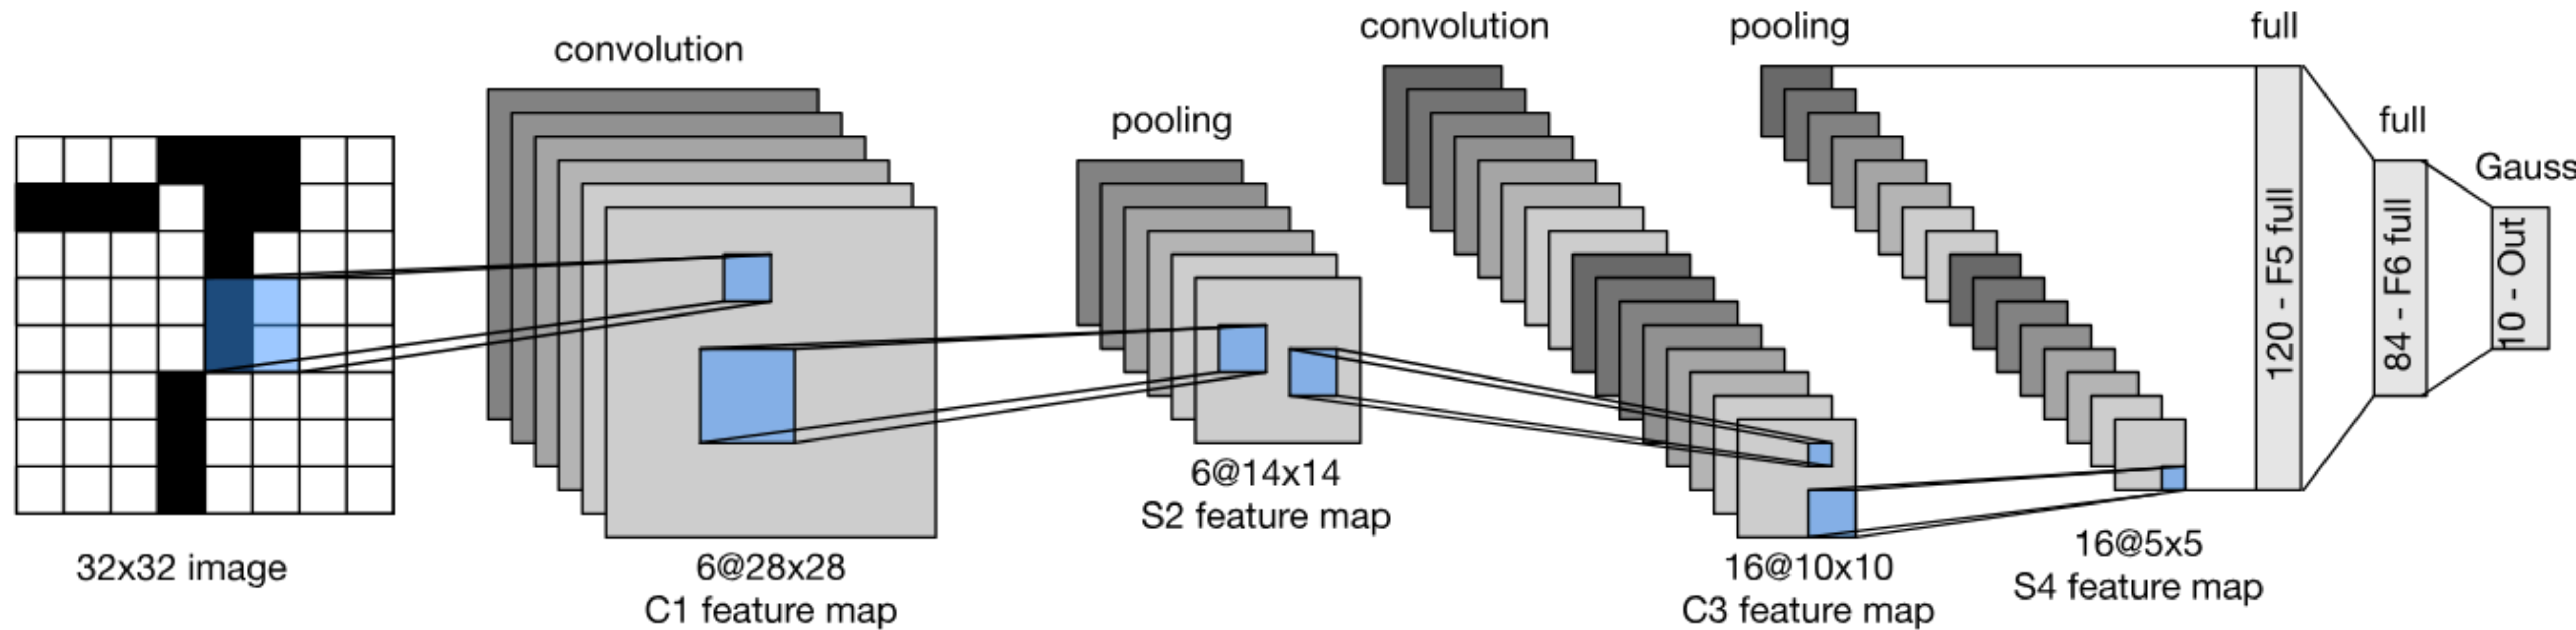 convolution
32x32 image
6@28x28
C1 feature map
pooling
6@14x14
S2 feature map
convolution
16@10x10
C3 feature map
pooling
16@5x5
S4 feature map
full
120 - F5 full
full
84 - F6 full
Gauss
10 - Out